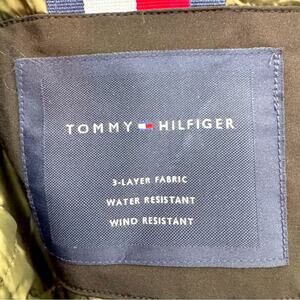 TOMMY HILFIGER
3-LAYER FABRIC
WATER RESISTANT
WIND RESISTANT